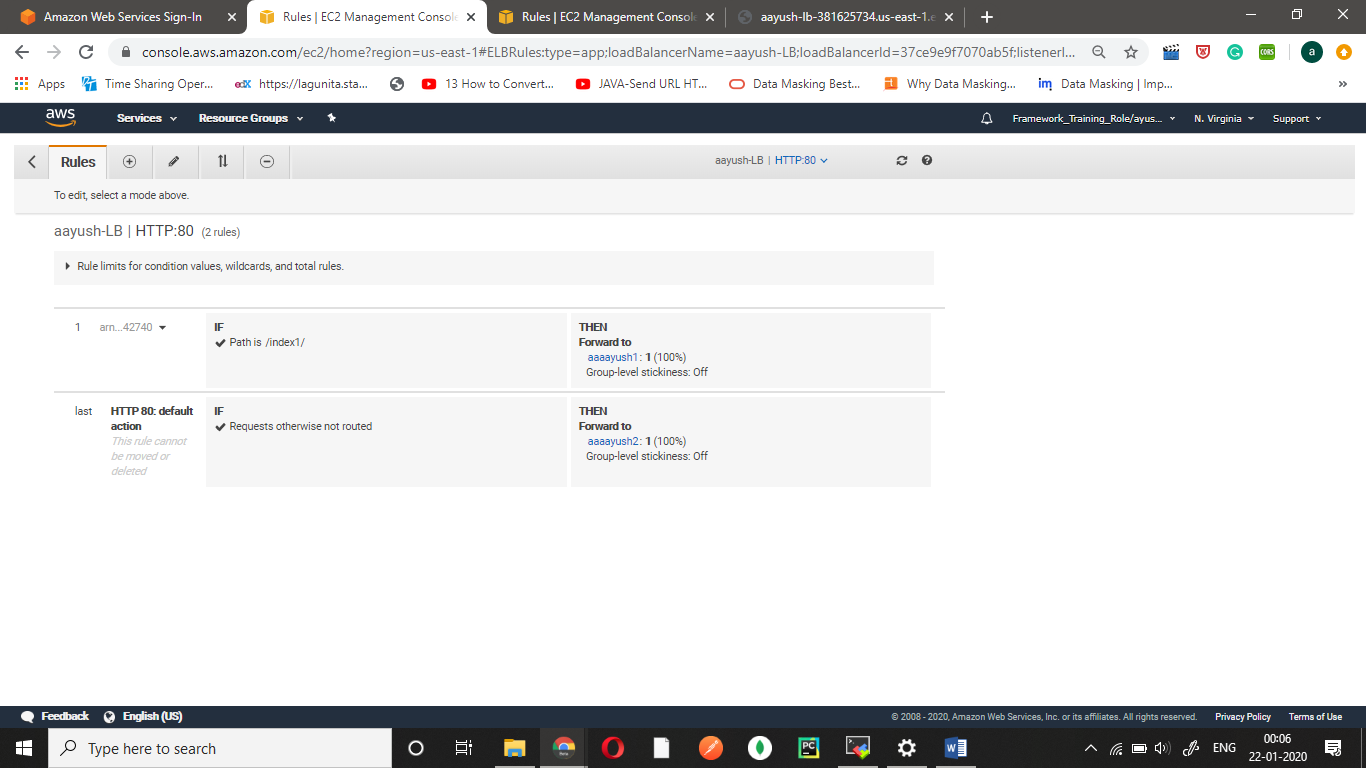 Amazon Web Services Sign-In
Rules | EC2 Management Console
Rules | EC2 Management Console
aayush-lb-381625734.us-east-1.e
console.aws.amazon.com/ec2/home?region=us-east-1#ELBRules:type=app;loadBalancerName=aayush-LB;loadBalancerId=37ce9e9f7070ab5f;listenerI...
CORS
a
Apps
Time Sharing Oper...
edX
https://lagunita.sta...
13 How to Convert...
JAVA-Send URL HT...
Data Masking Best...
Why Data Masking...
im
Data Masking | Imp...
»
aws
Services
Resource Groups
Framework_Training_Role/ayus...
N. Virginia
Support
Rules
aayush-LB | HTTP:80
To edit, select a mode above.
aayush-LB | HTTP:80 (2 rules)
Rule limits for condition values, wildcards, and total rules.
1
arn...42740
IF
Path is /index1/
THEN
Forward to
aaaayush1: 1 (100%)
Group-level stickiness: Off
last
HTTP 80: default
action
This rule cannot
be moved or
deleted
IF
Requests otherwise not routed
THEN
Forward to
aaaayush2: 1 (100%)
Group-level stickiness: Off
Feedback
English (US)
© 2008 - 2020, Amazon Web Services, Inc. or its affiliates. All rights reserved.
Privacy Policy
Terms of Use
Type here to search
PC
ENG
00:06
22-01-2020